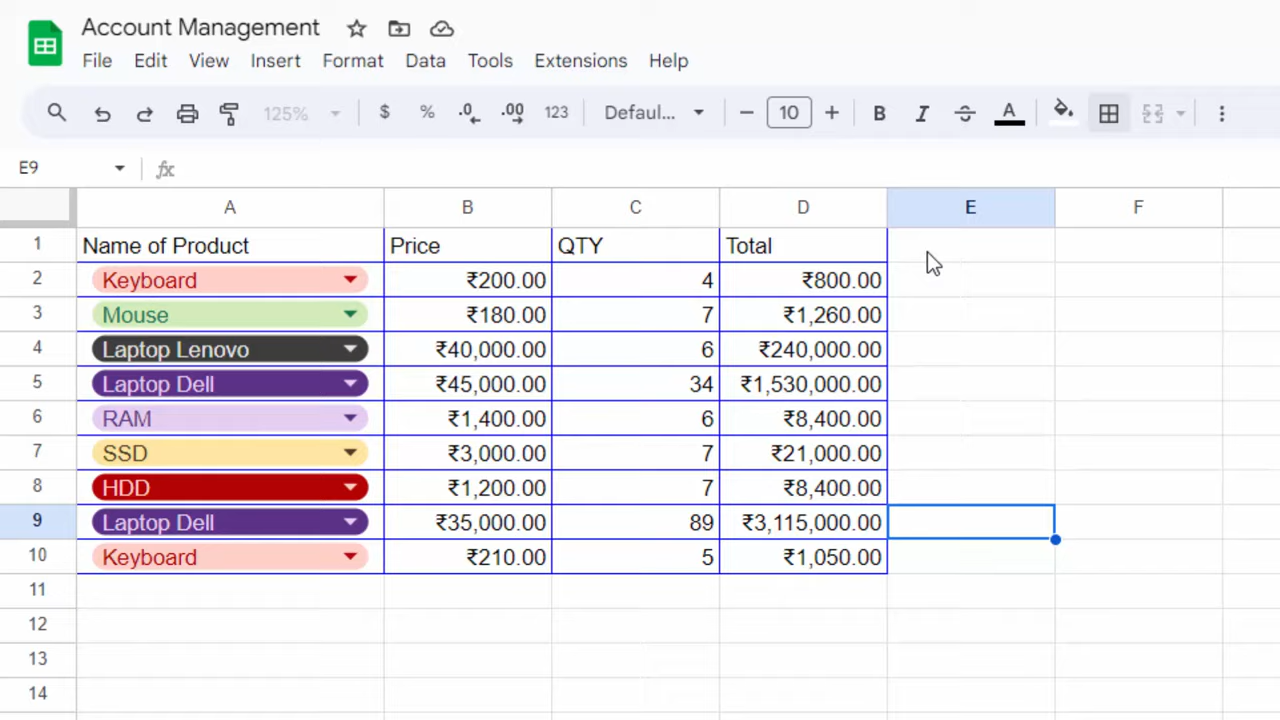 Account Management
File Edit View Insert Format Data Tools Extensions Help
125% $ % .0 .00 123 Defaul... 10 B I S A
E9 fx
A B C D E F
1 Name of Product Price QTY Total
2 Keyboard ₹200.00 4 ₹800.00
3 Mouse ₹180.00 7 ₹1,260.00
4 Laptop Lenovo ₹40,000.00 6 ₹240,000.00
5 Laptop Dell ₹45,000.00 34 ₹1,530,000.00
6 RAM ₹1,400.00 6 ₹8,400.00
7 SSD ₹3,000.00 7 ₹21,000.00
8 HDD ₹1,200.00 7 ₹8,400.00
9 Laptop Dell ₹35,000.00 89 ₹3,115,000.00
10 Keyboard ₹210.00 5 ₹1,050.00
11
12
13
14